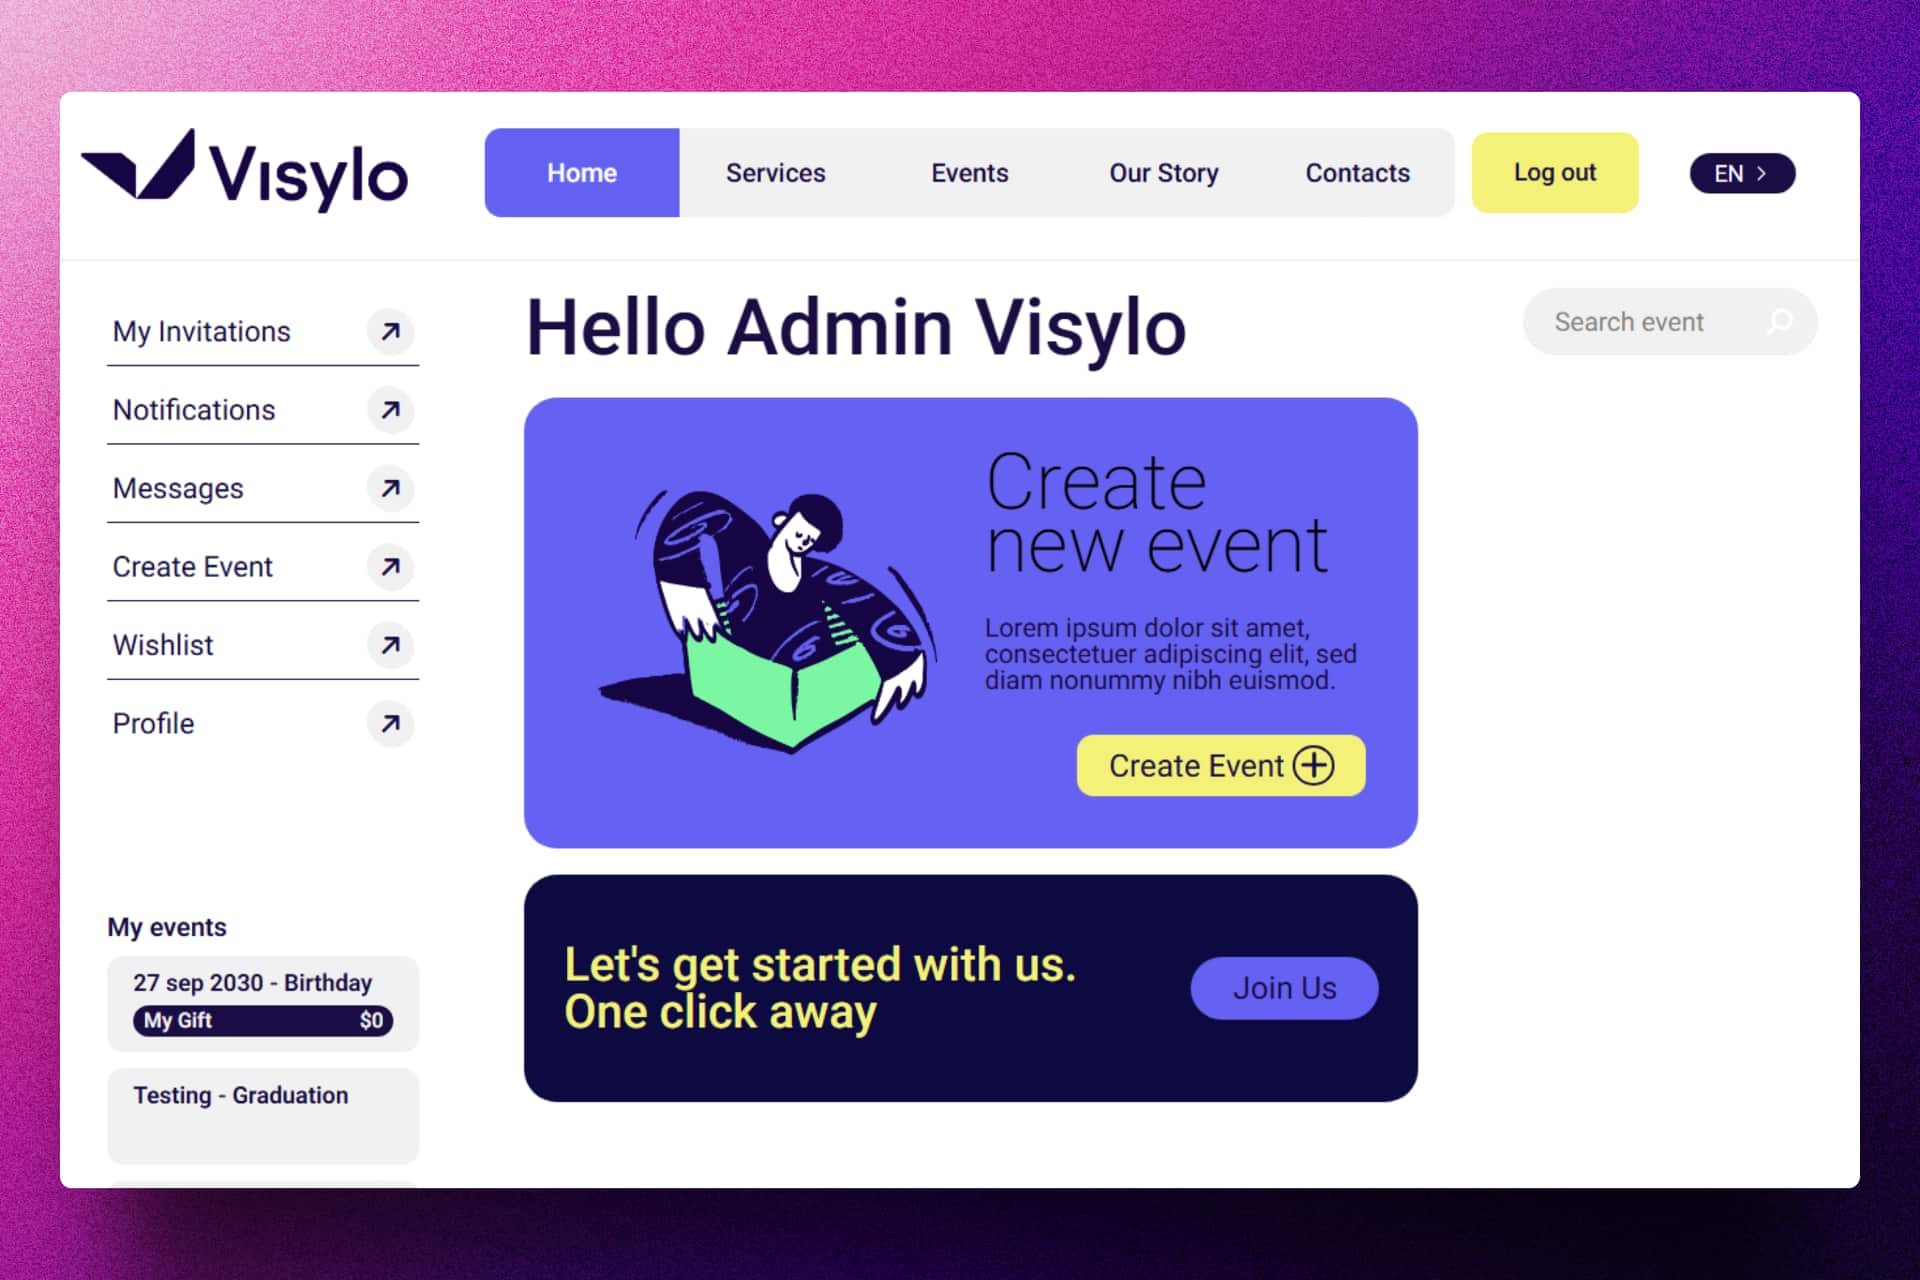 Visylo
Home
Services
Events
Our Story
Contacts
Log out
EN
My Invitations
Notifications
Messages
Create Event
Wishlist
Profile
My events
27 sep 2030 - Birthday
My Gift $0
Testing - Graduation
Hello Admin Visylo
Search event
Create
new event
Lorem ipsum dolor sit amet,
consectetuer adipiscing elit, sed
diam nonummy nibh euismod.
Create Event
Let's get started with us.
One click away
Join Us